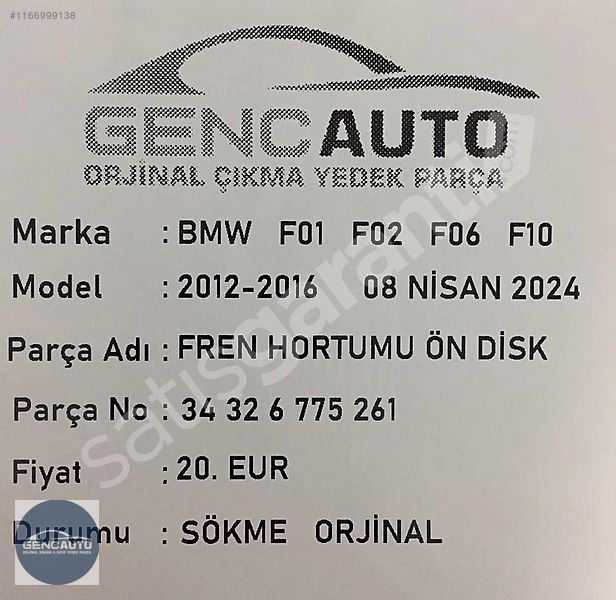 #1166999138
GENCAUTO
ORJİNAL ÇIKMA YEDEK PARÇA
Marka : BMW F01 F02 F06 F10
Model : 2012-2016 08 NİSAN 2024
Parça Adı : FREN HORTUMU ÖN DİSK
Parça No : 34 32 6 775 261
Fiyat : 20. EUR
Durumu : SÖKME ORJİNAL
GENCAUTO
satışgaranti.com